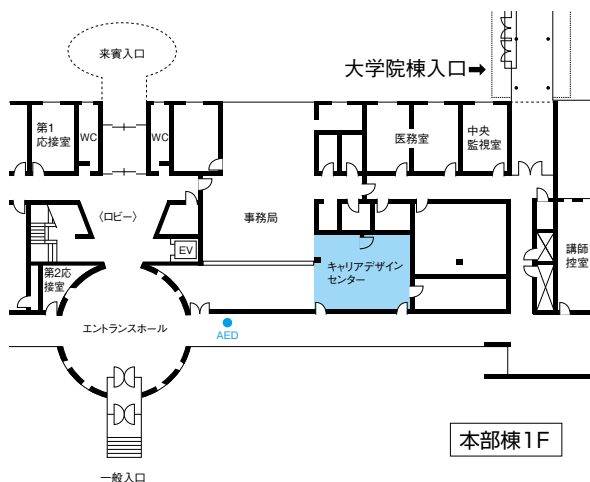 来賓入口
大学院棟入口➡
第1
応接室
WC
WC
医務室
中央
監視室
〈ロビー〉
事務局
EV
講師
控室
第2応
接室
キャリアデザイン
センター
エントランスホール
AED
本部棟1F
一般入口